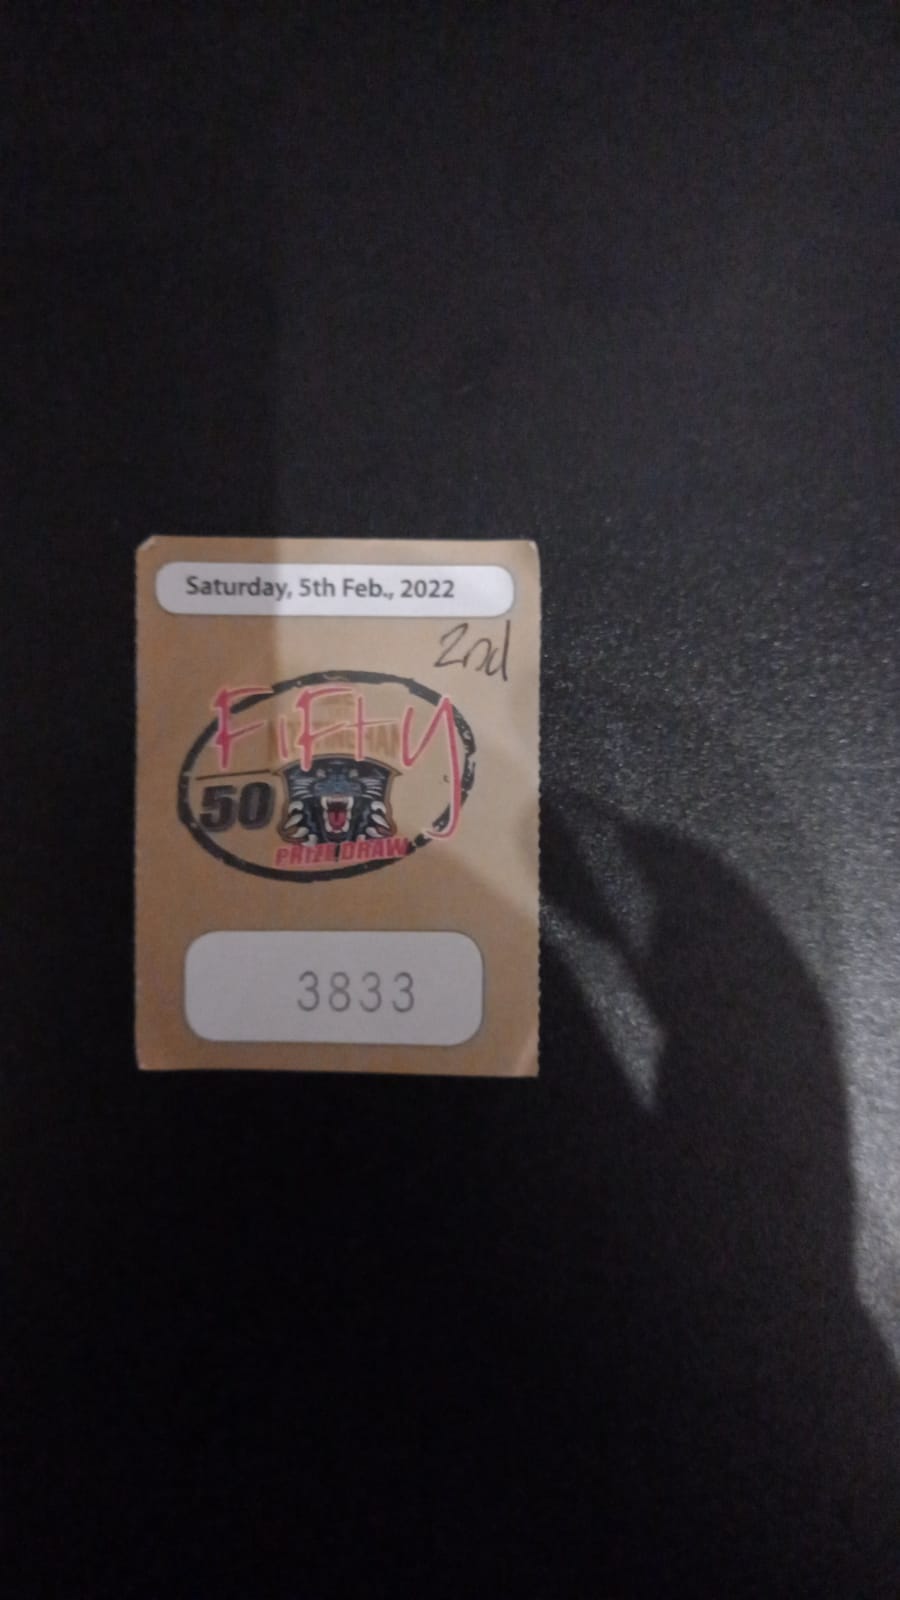 Saturday, 5th Feb., 2022
2nd
FiFty
50
PRIZE DRAW
3833